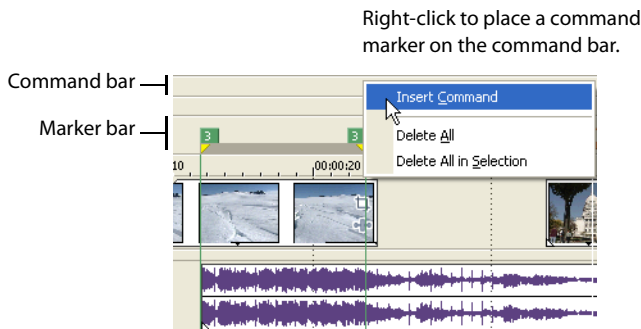 Right-click to place a command
marker on the command bar.
Command bar
Insert Command
Marker bar
3 3
Delete All
10 00:00:20
Delete All in Selection